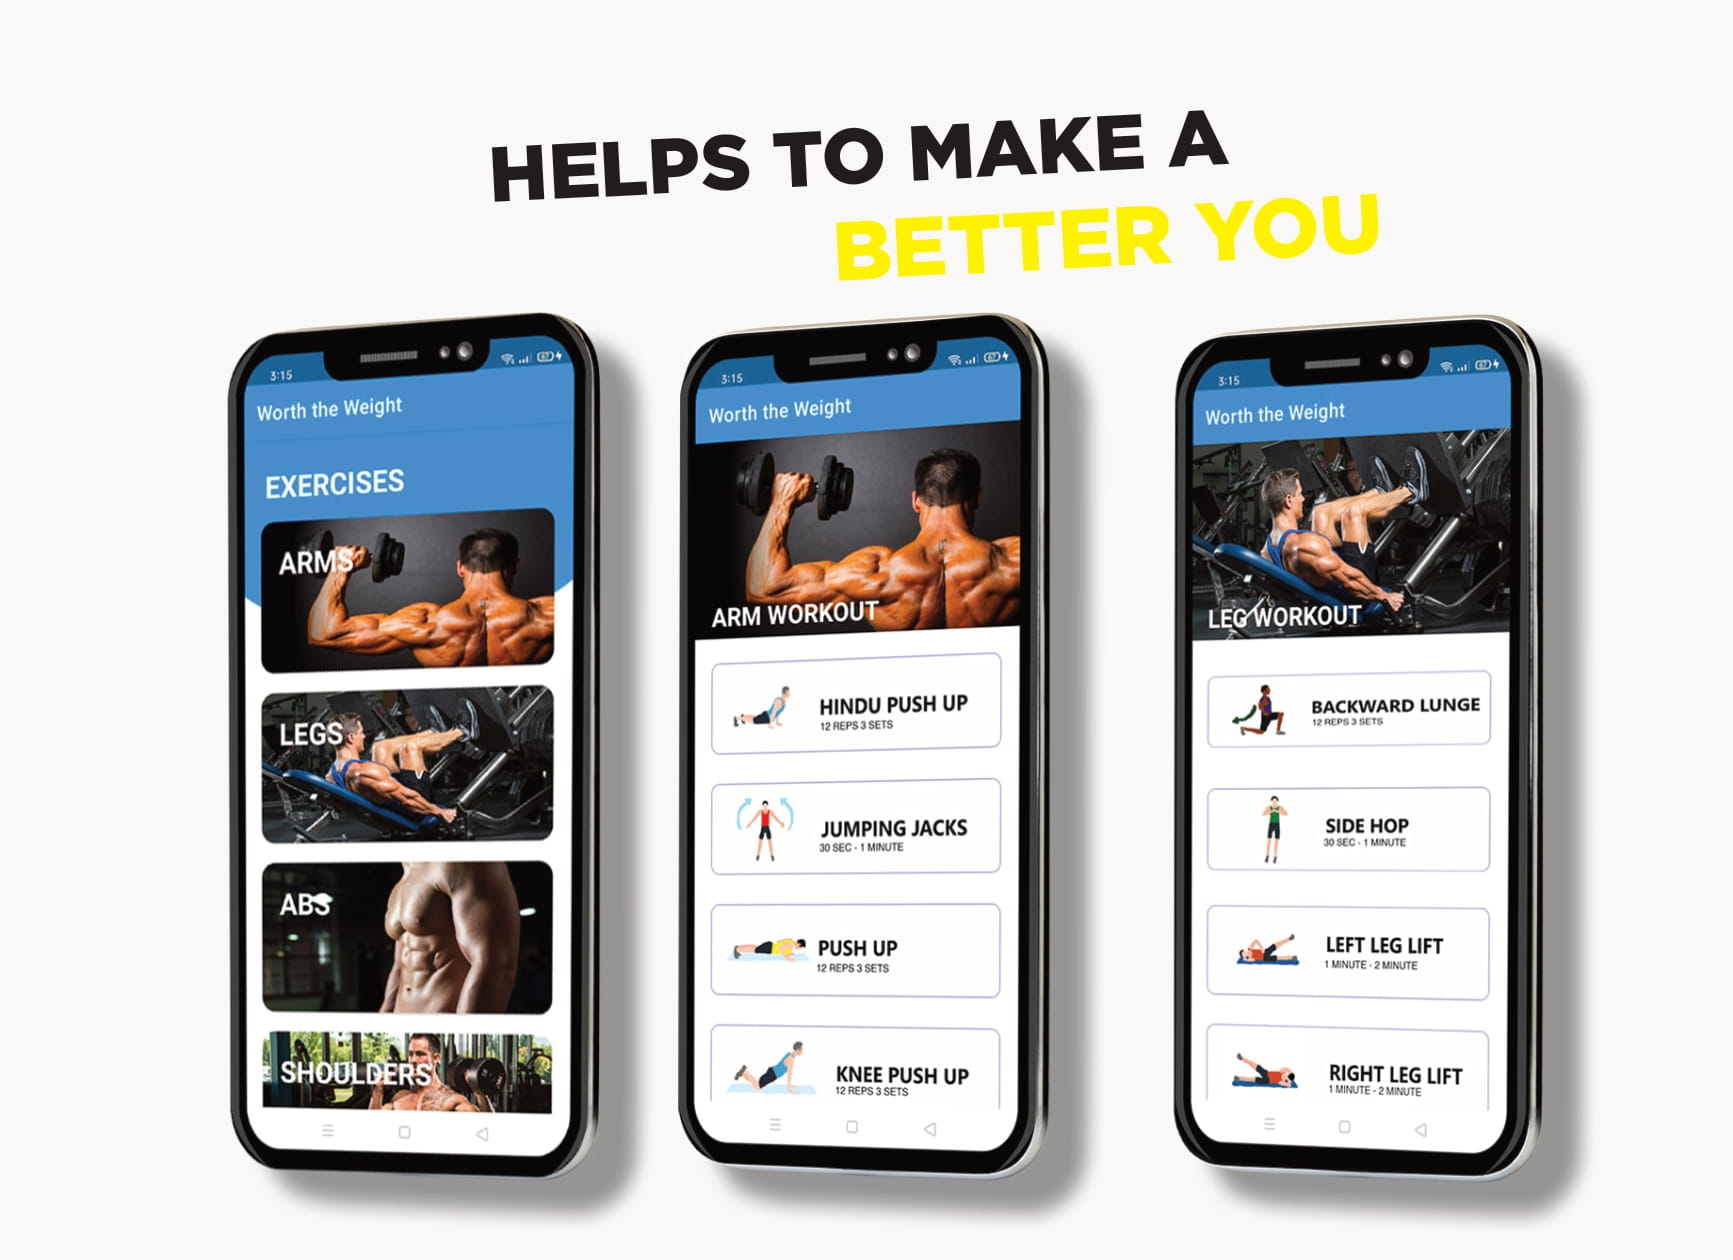 HELPS TO MAKE A
BETTER YOU
3:15
Worth the Weight
EXERCISES
ARMS
LEGS
ABS
SHOULDERS
3:15
67
Worth the Weight
ARM WORKOUT
HINDU PUSH UP
12 REPS 3 SETS
JUMPING JACKS
30 SEC - 1 MINUTE
PUSH UP
12 REPS 3 SETS
KNEE PUSH UP
12 REPS 3 SETS
3:15
67
Worth the Weight
LEG WORKOUT
BACKWARD LUNGE
12 REPS 3 SETS
SIDE HOP
30 SEC - 1 MINUTE
LEFT LEG LIFT
1 MINUTE - 2 MINUTE
RIGHT LEG LIFT
1 MINUTE - 2 MINUTE